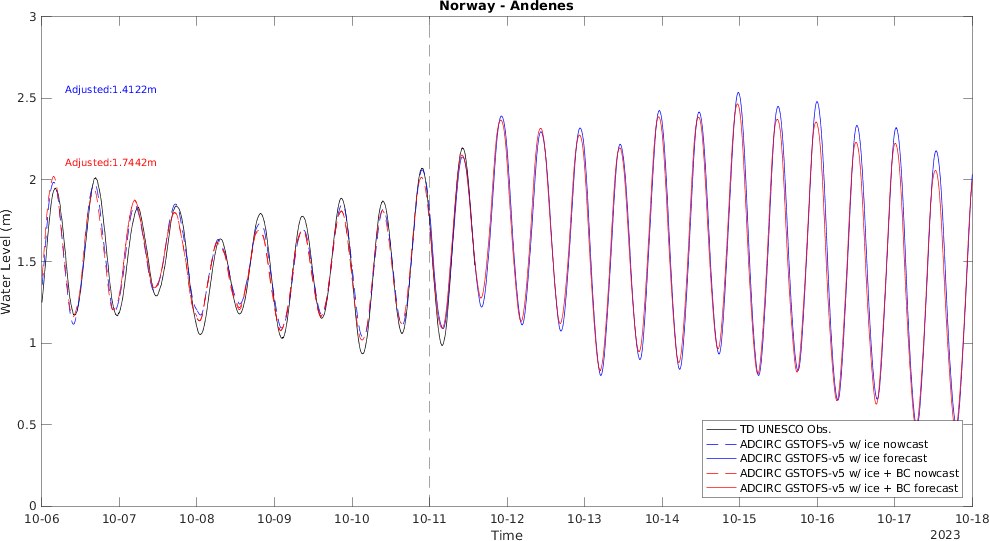 Norway - Andenes
3
2.5
2
1.5
1
0.5
0
Water Level (m)
Adjusted:1.4122m
Adjusted:1.7442m
TD UNESCO Obs.
ADCIRC GSTOFS-v5 w/ ice nowcast
ADCIRC GSTOFS-v5 w/ ice forecast
ADCIRC GSTOFS-v5 w/ ice + BC nowcast
ADCIRC GSTOFS-v5 w/ ice + BC forecast
10-06 10-07 10-08 10-09 10-10 10-11 10-12 10-13 10-14 10-15 10-16 10-17 10-18
Time
2023